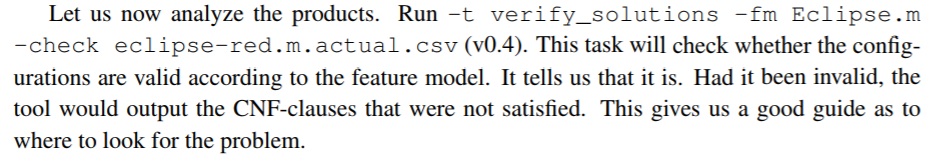 Let us now analyze the products. Run -t verify_solutions -fm Eclipse.m
-check eclipse-red.m.actual.csv (v0.4). This task will check whether the config-
urations are valid according to the feature model. It tells us that it is. Had it been invalid, the
tool would output the CNF-clauses that were not satisfied. This gives us a good guide as to
where to look for the problem.